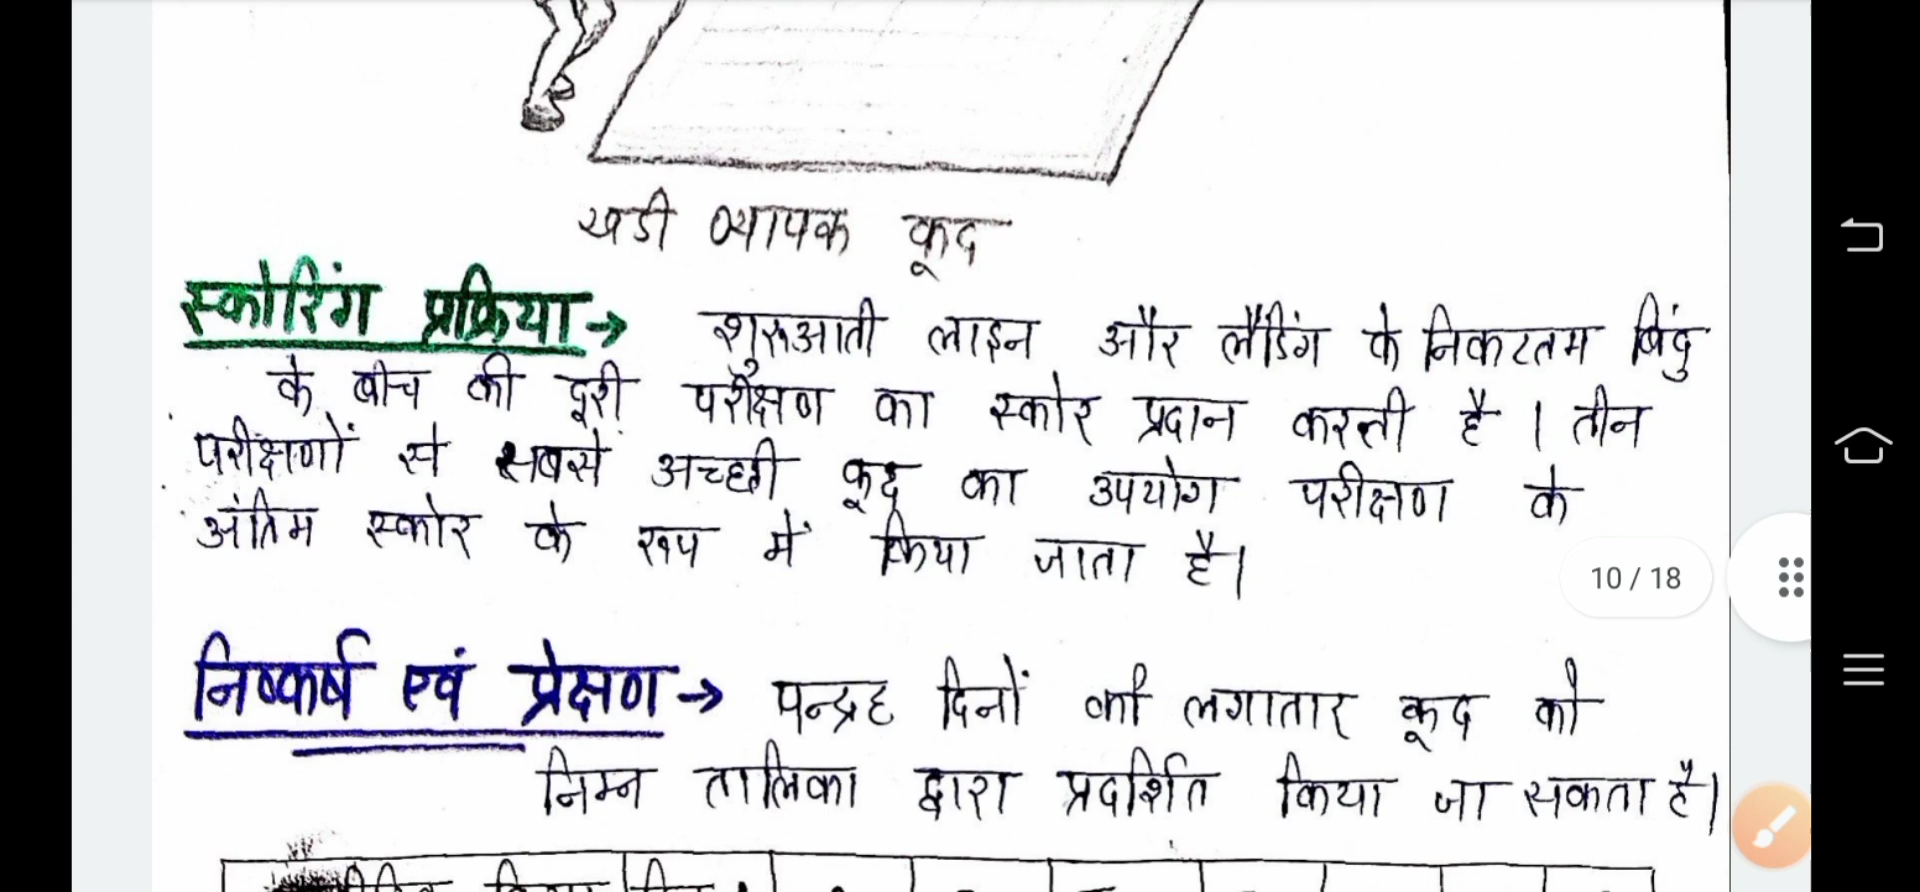 खडी व्यापक कूद
स्कोरिंग प्रक्रिया→ शुरुआती लाइन और लैंडिंग के निकटतम बिंदु
के बीच की दूरी परीक्षण का स्कोर प्रदान करती है । तीन
परीक्षणों से सबसे अच्छी कूद का उपयोग परीक्षण के
अंतिम स्कोर के रूप में किया जाता है।
10 / 18
निष्कर्ष एवं प्रेक्षण→ पन्द्रह दिनों की लगातार कूद को
निम्न तालिका द्वारा प्रदर्शित किया जा सकता है।